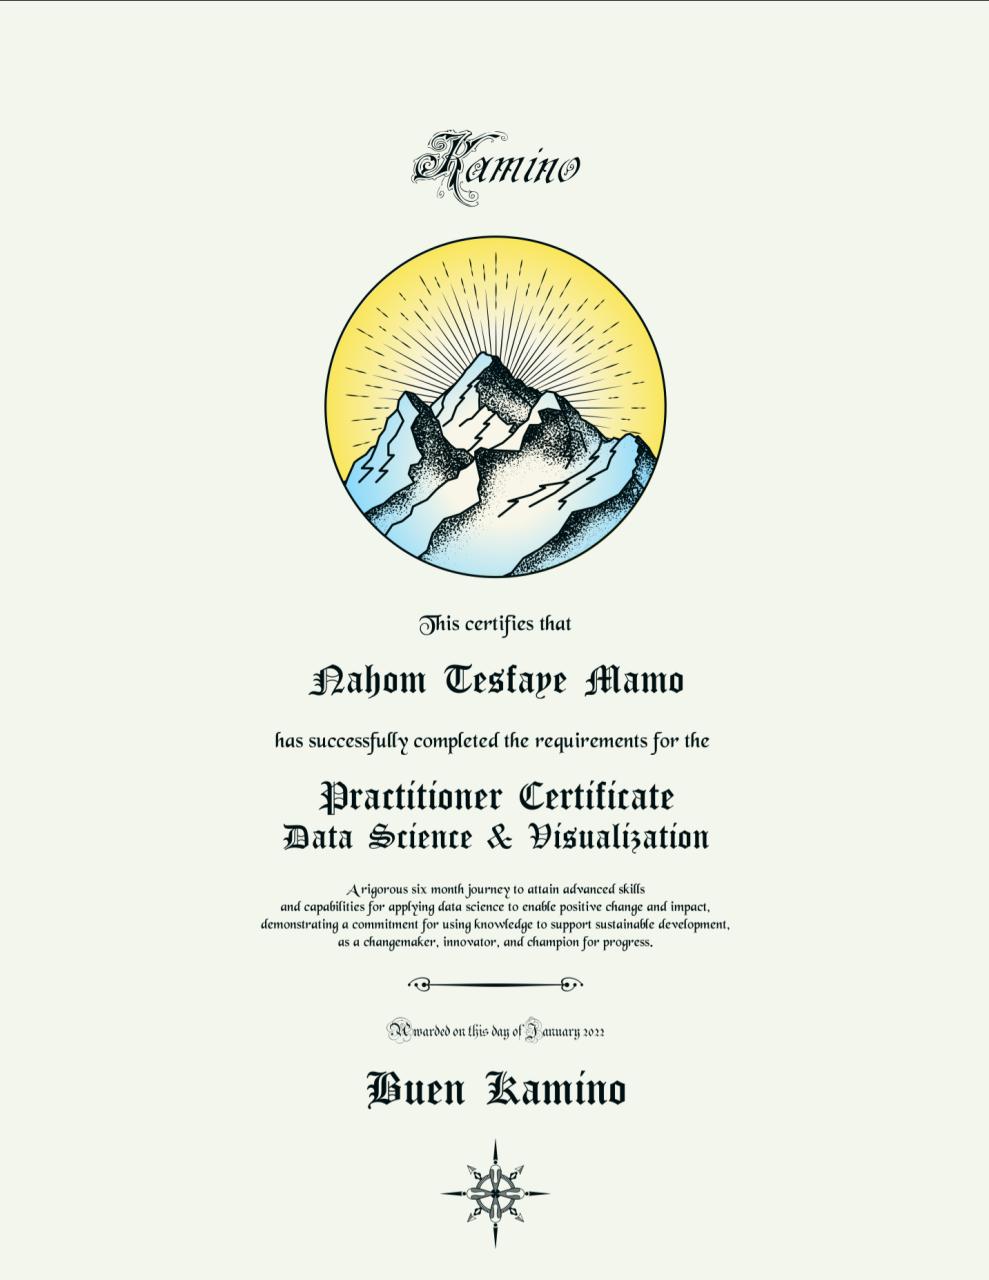 Kamino
This certifies that
Nahom Tesfaye Mamo
has successfully completed the requirements for the
Practitioner Certificate
Data Science & Visualization
A rigorous six month journey to attain advanced skills
and capabilities for applying data science to enable positive change and impact,
demonstrating a commitment for using knowledge to support sustainable development,
as a changemaker, innovator, and champion for progress.
Awarded on this day of January 2022
Buen Kamino